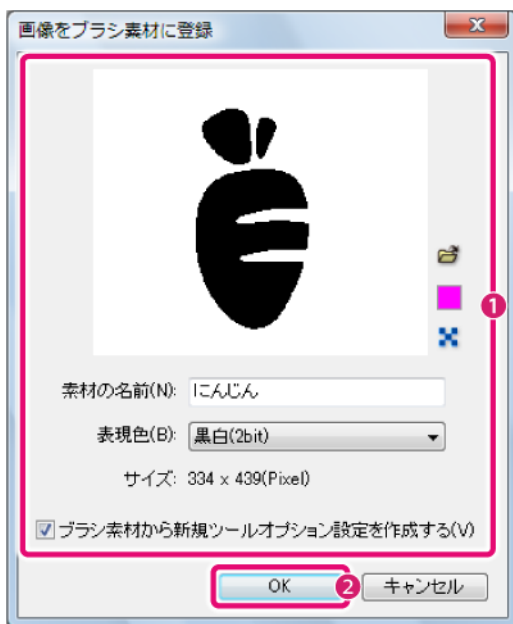 画像をブラシ素材に登録
1
素材の名前(N): にんじん
表現色(B): 黒白(2bit)
サイズ: 334 x 439(Pixel)
ブラシ素材から新規ツールオプション設定を作成する(V)
OK 2 キャンセル